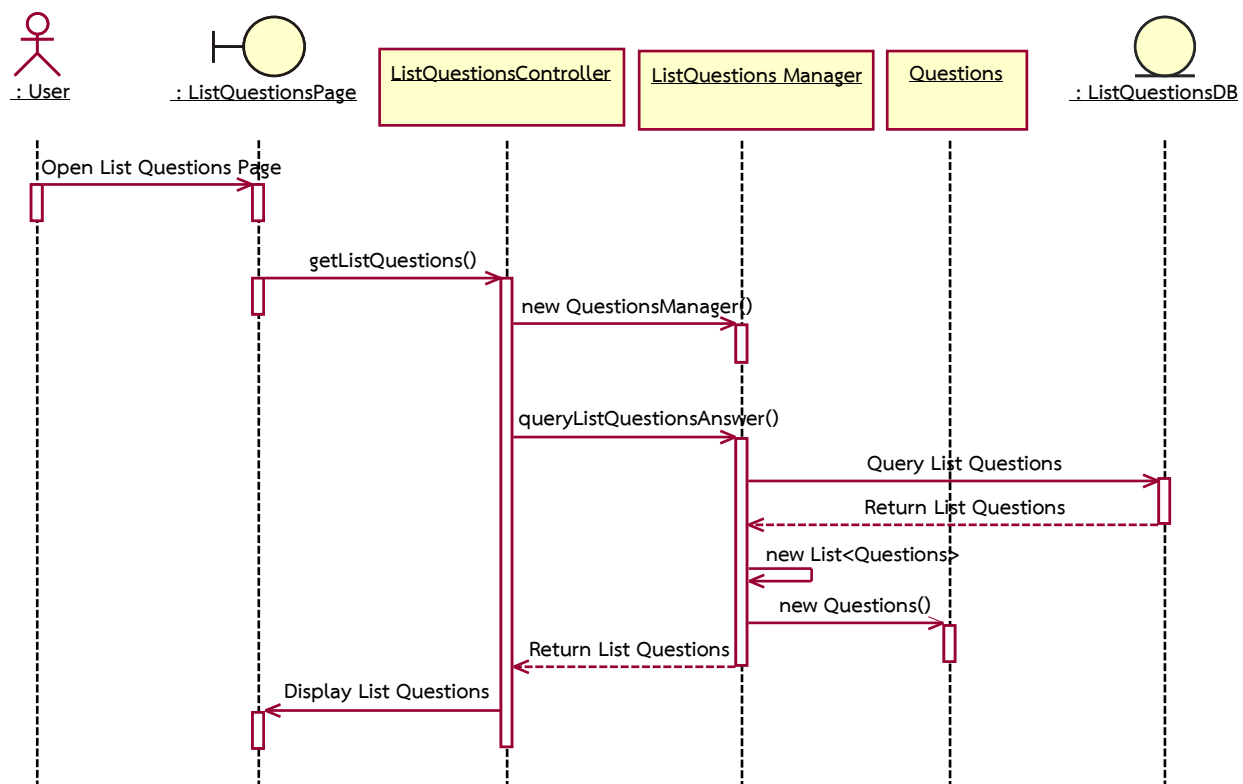 : User
: ListQuestionsPage
ListQuestionsController
ListQuestions Manager
Questions
: ListQuestionsDB
Open List Questions Page
getListQuestions()
new QuestionsManager()
queryListQuestionsAnswer()
Query List Questions
Return List Questions
new List<Questions>
new Questions()
Return List Questions
Display List Questions